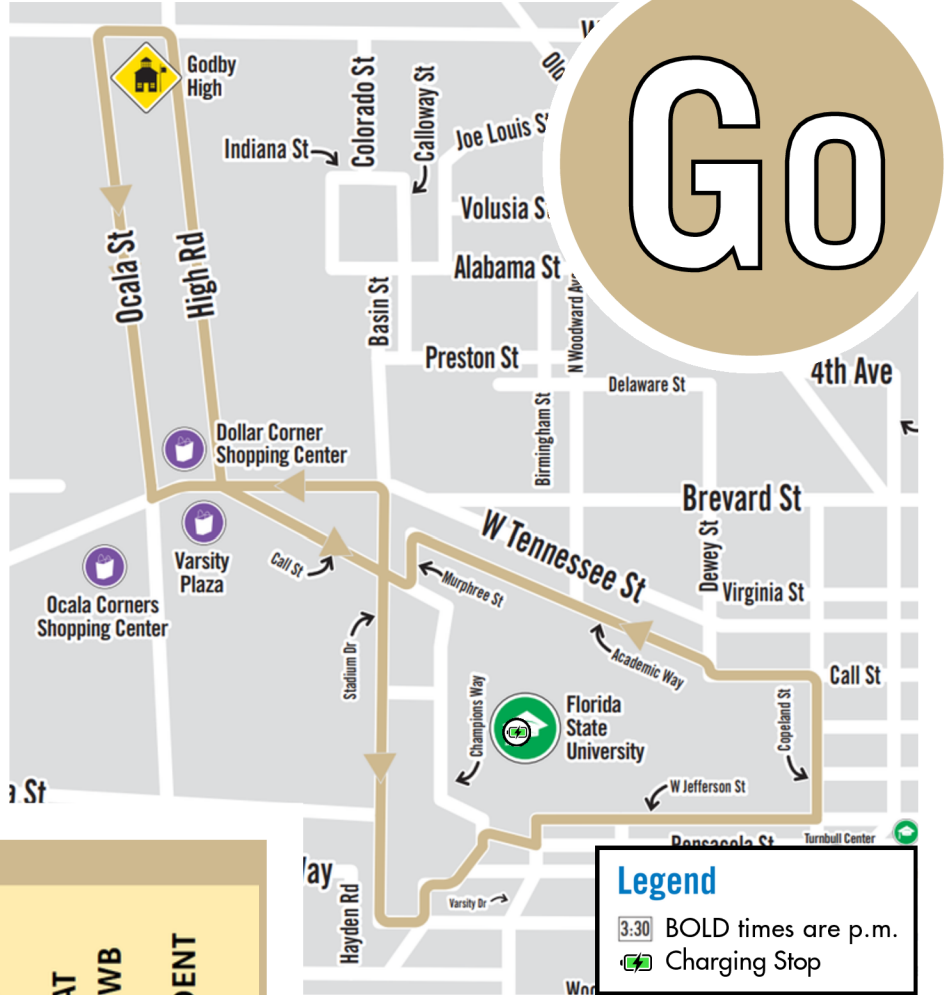 Go
Godby
High
Colorado St
Calloway St
Indiana St
Joe Louis St
Volusia St
Alabama St
Ocala St
High Rd
Basin St
N Woodward Ave
Preston St
Delaware St
4th Ave
Birmingham St
Dollar Corner
Shopping Center
Brevard St
W Tennessee St
Dewey St
Varsity
Plaza
Call St
Murphree St
Virginia St
Ocala Corners
Shopping Center
Academic Way
Stadium Dr
Champions Way
Florida
State
University
Copeland St
Call St
a St
W Jefferson St
Pensacola St
Turnbull Center
Way
Hayden Rd
Varsity Dr
Legend
3:30 BOLD times are p.m.
Charging Stop
AT
WB
DENT